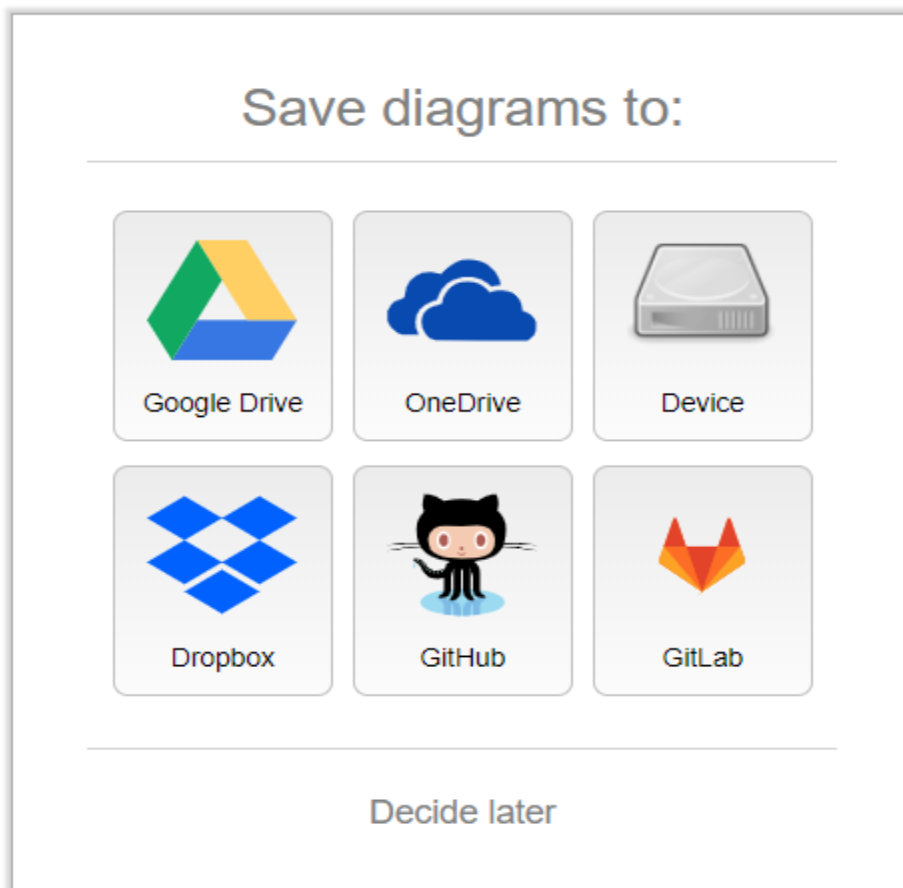 Save diagrams to:
Google Drive
OneDrive
Device
Dropbox
GitHub
GitLab
Decide later